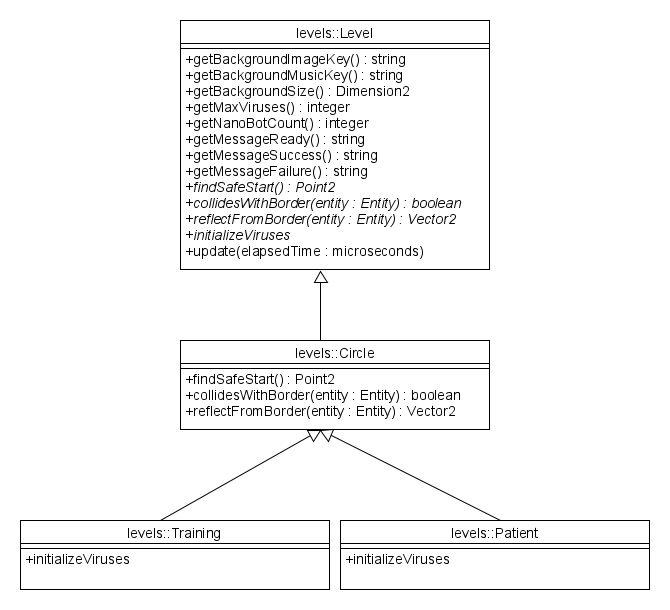 levels::Level
+getBackgroundImageKey() : string
+getBackgroundMusicKey() : string
+getBackgroundSize() : Dimension2
+getMaxViruses() : integer
+getNanoBotCount() : integer
+getMessageReady() : string
+getMessageSuccess() : string
+getMessageFailure() : string
+findSafeStart() : Point2
+collidesWithBorder(entity : Entity) : boolean
+reflectFromBorder(entity : Entity) : Vector2
+initializeViruses
+update(elapsedTime : microseconds)
levels::Circle
+findSafeStart() : Point2
+collidesWithBorder(entity : Entity) : boolean
+reflectFromBorder(entity : Entity) : Vector2
levels::Training
+initializeViruses
levels::Patient
+initializeViruses